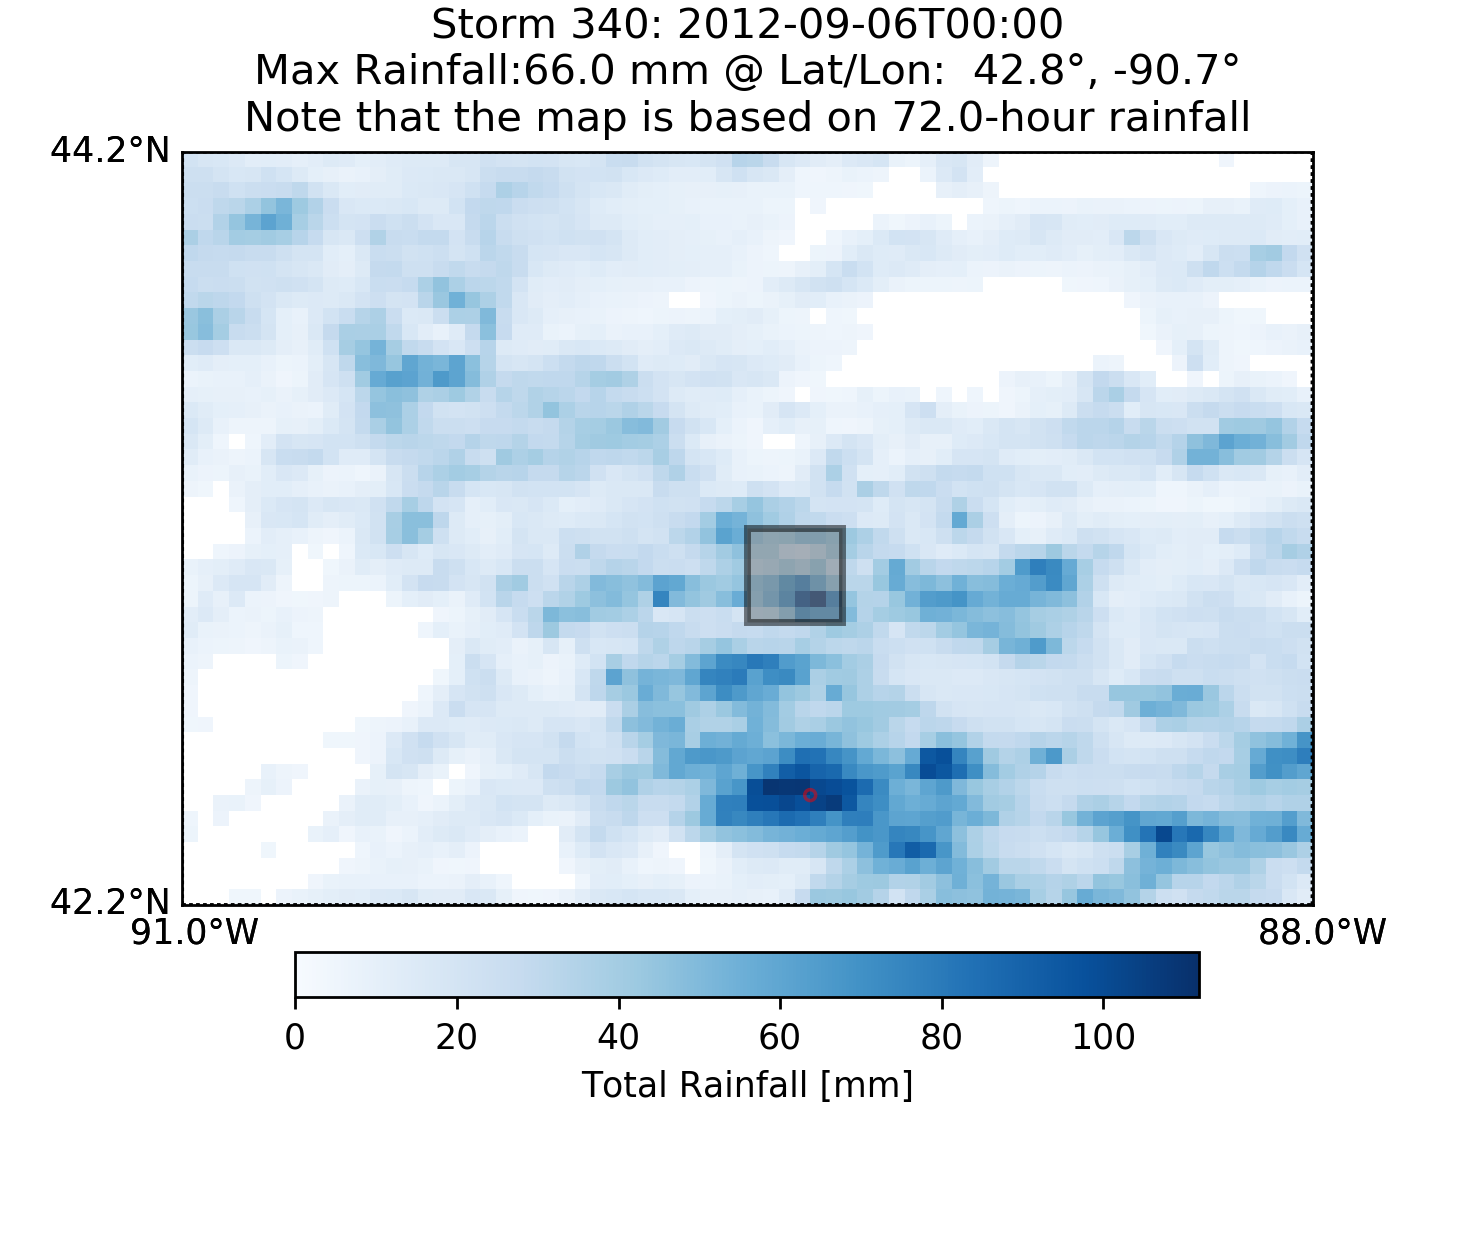 Storm 340: 2012-09-06T00:00
Max Rainfall:66.0 mm @ Lat/Lon:  42.8°, -90.7°
Note that the map is based on 72.0-hour rainfall
44.2°N
42.2°N
91.0°W 88.0°W
0 20 40 60 80 100
Total Rainfall [mm]